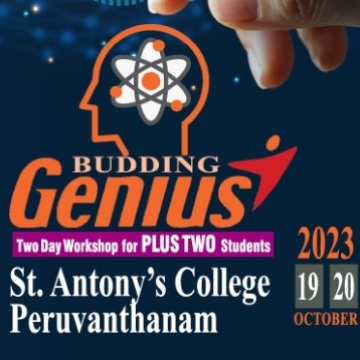 BUDDING
Genius
Two Day Workshop for PLUS TWO Students
St. Antony's College
Peruvanthanam
2023
19 20
OCTOBER